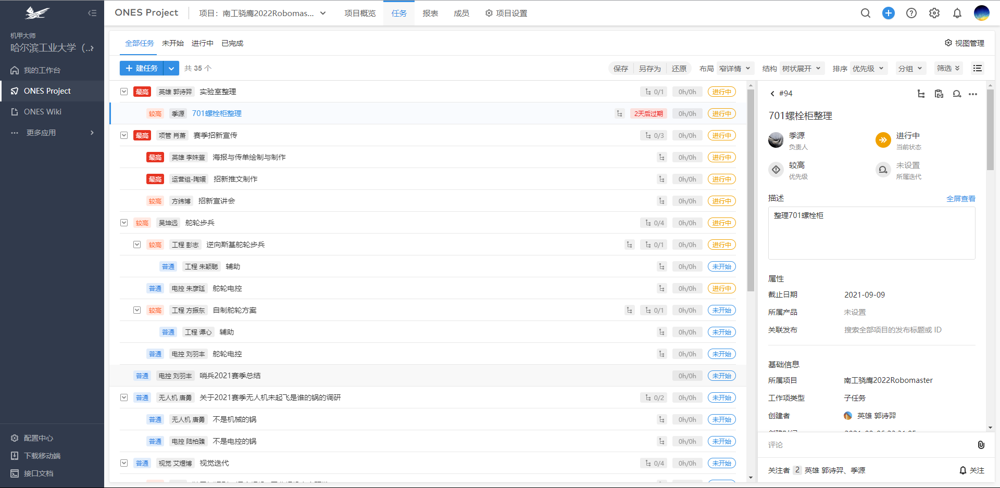 机甲大师
哈尔滨工业大学（...
我的工作台
ONES Project
ONES Wiki
更多应用
配置中心
下载移动端
接口文档
ONES Project
项目：南工骁鹰2022Robomas...
项目概览
任务
报表
成员
项目设置
全部任务
未开始
进行中
已完成
视图管理
建任务
共 35 个
保存
另存为
还原
布局 窄详情
结构 树状展开
排序 优先级
分组
筛选
最高 英雄 郭诗羿 实验室整理 0/1 0h/0h 进行中
较高 季源 701螺栓柜整理 2天后过期 0h/0h 进行中
最高 项管 肖萧 赛季招新宣传 0/3 0h/0h 进行中
最高 英雄 李姝萱 海报与传单绘制与制作 0h/0h 进行中
最高 运营组-陶媛 招新推文制作 0h/0h 进行中
较高 方纬博 招新宣讲会 0h/0h 进行中
较高 吴坤远 舵轮步兵 0/4 0h/0h 进行中
较高 工程 彭志 逆向斯基舵轮步兵 0/1 0h/0h 进行中
普通 工程 朱颖聪 辅助 0h/0h 未开始
普通 电控 朱彦廷 舵轮电控 0h/0h 进行中
较高 工程 方振东 自制舵轮方案 0/1 0h/0h 未开始
普通 工程 谭心 辅助 0h/0h 未开始
普通 电控 刘羽丰 舵轮电控 0h/0h 未开始
普通 电控 刘羽丰 哨兵2021赛季总结 0h/0h 未开始
普通 无人机 唐勇 关于2021赛季无人机未起飞是谁的锅的调研 0/2 0h/0h 未开始
普通 无人机 唐勇 不是机械的锅 0h/0h 未开始
普通 电控 陆柏臻 不是电控的锅 0h/0h 未开始
普通 视觉 艾煜博 视觉迭代 0/4 0h/0h 未开始
#94
701螺栓柜整理
季源
负责人
进行中
当前状态
较高
优先级
未设置
所属迭代
描述
全屏查看
整理701螺栓柜
属性
截止日期 2021-09-09
所属产品 未设置
关联发布 搜索全部项目的发布标题或 ID
基础信息
所属项目 南工骁鹰2022Robomaster
工作项类型 子任务
创建者 英雄 郭诗羿
评论
关注者 2 英雄 郭诗羿、季源
关注